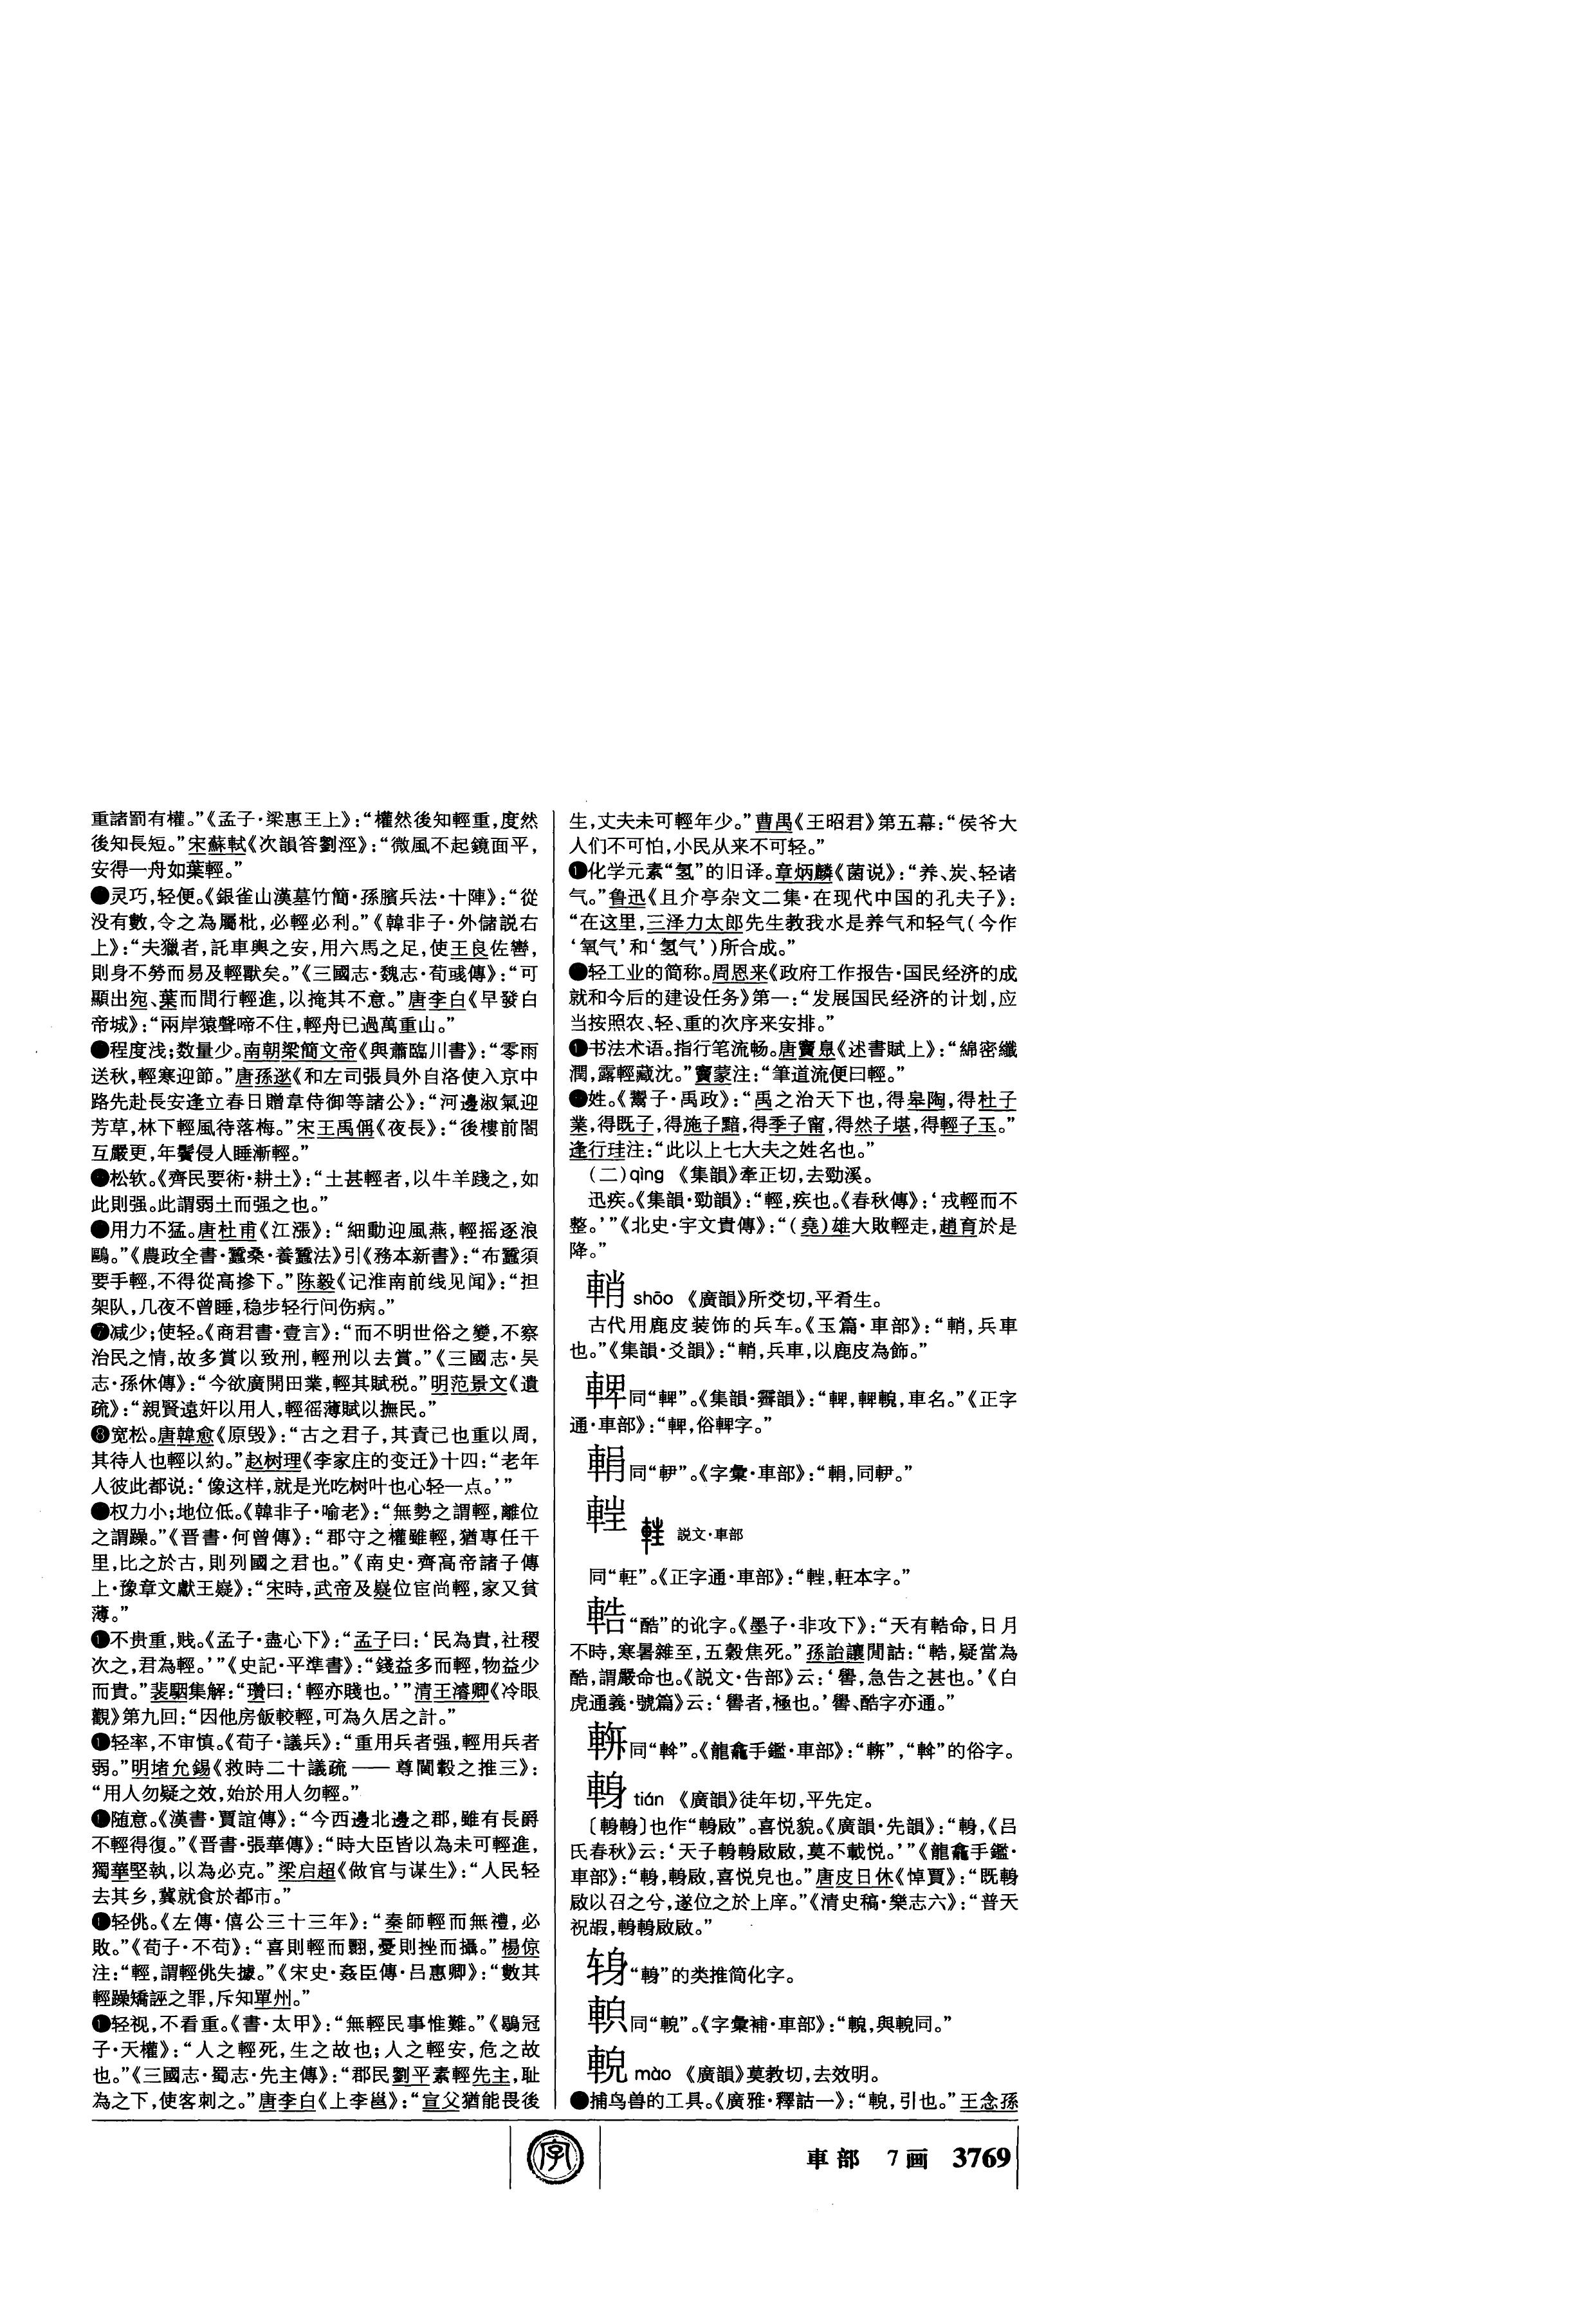 重諸罰有權。”《孟子·梁惠王上》:“權然後知輕重,度然
後知長短。”宋蘇軾《次韻答劉涇》:“微風不起鏡面平,
安得一舟如葉輕。”
灵巧,轻便。《銀雀山漢墓竹簡·孫臏兵法·十陣》:“從
没有數,令之為屬枇,必輕必利。”《韓非子·外儲説右
上》:“夫獵者,託車輿之安,用六馬之足,使王良佐轡,
則身不勞而易及輕獸矣。”《三國志·魏志·荀彧傳》:“可
顯出宛、葉而間行輕進,以掩其不意。”唐李白《早發白
帝城》:“兩岸猿聲啼不住,輕舟已過萬重山。”
程度浅;数量少。南朝梁簡文帝《與蕭臨川書》:“零雨
送秋,輕寒迎節。”唐孫逖《和左司張員外自洛使入京中
路先赴長安逢立春日贈韋侍御等諸公》:“河邊淑氣迎
芳草,林下輕風待落梅。”宋王禹偁《夜長》:“後樓前閣
互嚴更,年鬢侵人睡漸輕。”
松软。《齊民要術·耕土》:“土甚輕者,以牛羊踐之,如
此則强。此謂弱土而强之也。”
用力不猛。唐杜甫《江漲》:“細動迎風燕,輕摇逐浪
鷗。”《農政全書·蠶桑·養蠶法》引《務本新書》:“布蠶須
要手輕,不得從高摻下。”陈毅《记淮南前线见闻》:“担
架队,几夜不曾睡,稳步轻行问伤病。”
❼减少;使轻。《商君書·壹言》:“而不明世俗之變,不察
治民之情,故多賞以致刑,輕刑以去賞。”《三國志·吴
志·孫休傳》:“今欲廣開田業,輕其賦税。”明范景文《遺
疏》:“親賢遠奸以用人,輕徭薄賦以撫民。”
❽宽松。唐韓愈《原毁》:“古之君子,其責己也重以周,
其待人也輕以約。”赵树理《李家庄的变迁》十四:“老年
人彼此都说:‘像这样,就是光吃树叶也心轻一点。’”
权力小;地位低。《韓非子·喻老》:“無勢之謂輕,離位
之謂躁。”《晋書·何曾傳》:“郡守之權雖輕,猶專任千
里,比之於古,則列國之君也。”《南史·齊高帝諸子傳
上·豫章文獻王嶷》:“宋時,武帝及嶷位宦尚輕,家又貧
薄。”
不贵重,贱。《孟子·盡心下》:“孟子曰:‘民為貴,社稷
次之,君為輕。’”《史記·平準書》:“錢益多而輕,物益少
而貴。”裴駰集解:“瓚曰:‘輕亦賤也。’”清王濬卿《冷眼
觀》第九回:“因他房飯較輕,可為久居之計。”
轻率,不审慎。《荀子·議兵》:“重用兵者强,輕用兵者
弱。”明堵允錫《救時二十議疏——尊閫轂之推三》:
“用人勿疑之效,始於用人勿輕。”
随意。《漢書·賈誼傳》:“今西邊北邊之郡,雖有長爵
不輕得復。”《晋書·張華傳》:“時大臣皆以為未可輕進,
獨華堅執,以為必克。”梁启超《做官与谋生》:“人民轻
去其乡,冀就食於都市。”
轻佻。《左傳·僖公三十三年》:“秦師輕而無禮,必
敗。”《荀子·不苟》:“喜則輕而翾,憂則挫而攝。”楊倞
注:“輕,謂輕佻失據。”《宋史·姦臣傳·吕惠卿》:“數其
輕躁矯誣之罪,斥知單州。”
轻视,不看重。《書·太甲》:“無輕民事惟難。”《鶡冠
子·天權》:“人之輕死,生之故也;人之輕安,危之故
也。”《三國志·蜀志·先主傳》:“郡民劉平素輕先主,耻
為之下,使客刺之。”唐李白《上李邕》:“宣父猶能畏後
生,丈夫未可輕年少。”曹禺《王昭君》第五幕:“侯爷大
人们不可怕,小民从来不可轻。”
化学元素“氢”的旧译。章炳麟《菌说》:“养、炭、轻诸
气。”鲁迅《且介亭杂文二集·在现代中国的孔夫子》:
“在这里,三泽力太郎先生教我水是养气和轻气(今作
‘氧气’和‘氢气’)所合成。”
轻工业的简称。周恩来《政府工作报告·国民经济的成
就和今后的建设任务》第一:“发展国民经济的计划,应
当按照农、轻、重的次序来安排。”
书法术语。指行笔流畅。唐竇臮《述書賦上》:“綿密纖
潤,露輕藏沈。”竇蒙注:“筆道流便曰輕。”
姓。《鬻子·禹政》:“禹之治天下也,得皋陶,得杜子
業,得既子,得施子黯,得季子甯,得然子堪,得輕子玉。”
逢行珪注:“此以上七大夫之姓名也。”
(二)qìng 《集韻》牽正切,去勁溪。
迅疾。《集韻·勁韻》:“輕,疾也。《春秋傳》:‘戎輕而不
整。’”《北史·宇文貴傳》:“(堯)雄大敗輕走,趙育於是
降。”
䡘 shāo 《廣韻》所交切,平肴生。
古代用鹿皮装饰的兵车。《玉篇·車部》:“䡘,兵車
也。”《集韻·爻韻》:“䡘,兵車,以鹿皮為飾。”
同“䡟”。《集韻·薺韻》:“車名。”《正字
通·車部》:“俗䡟字。”
同《字彙·車部》:
説文·車部
同“軖”。《正字通·車部》:“軖本字。”
䡗“酷”的讹字。《墨子·非攻下》:“天有䡗命,日月
不時,寒暑雜至,五穀焦死。”孫詒讓閒詁:“䡗,疑當為
酷,謂嚴命也。《説文·告部》云:‘嚳,急告之甚也。’《白
虎通義·號篇》云:‘嚳者,極也。’嚳、酷字亦通。”
同“《龍龕手鑑·車部》:的俗字。
䡒 tián 《廣韻》徒年切,平先定。
〔䡒䡒〕也作“䡒啟”。喜悦貌。《廣韻·先韻》:“䡒,《吕
氏春秋》云:‘天子䡒䡒啟啟,莫不載悦。’”《龍龕手鑑·
車部》:“䡒,䡒啟,喜悦皃也。”唐皮日休《悼賈》:“既䡒
啟以召之兮,遂位之於上庠。”《清史稿·樂志六》:“普天
祝嘏,䡒䡒啟啟。”
“䡒”的类推简化字。
同“䡚”。《字彙補·車部》:“與䡚同。”
䡚 mào 《廣韻》莫教切,去效明。
捕鸟兽的工具。《廣雅·釋詁一》:“䡚,引也。”王念孫
字
車部 7画 3769